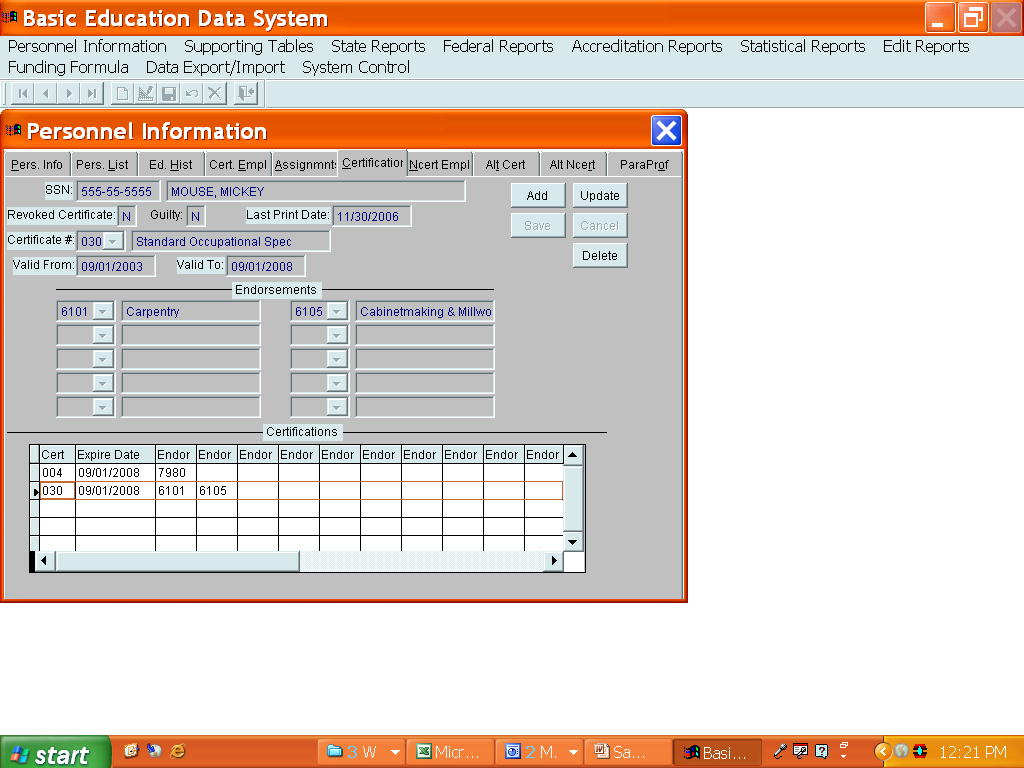 Basic Education Data System
Personnel Information Supporting Tables State Reports Federal Reports Accreditation Reports Statistical Reports Edit Reports
Funding Formula Data Export/Import System Control
Personnel Information
Pers. Info Pers. List Ed. Hist Cert. Empl Assignmnt: Certification Ncert Empl Alt Cert Alt Ncert ParaProf
SSN: 555-55-5555 MOUSE, MICKEY Add Update
Revoked Certificate: N Guilty: N Last Print Date: 11/30/2006 Save Cancel
Certificate #: 030 Standard Occupational Spec
Delete
Valid From: 09/01/2003 Valid To: 09/01/2008
Endorsements
6101 Carpentry 6105 Cabinetmaking & Millwo
Certifications
Cert Expire Date Endor Endor Endor Endor Endor Endor Endor Endor Endor Endor
004 09/01/2008 7980
030 09/01/2008 6101 6105
start 3 W Micr... 2 M. Sa... Basi... 12:21 PM